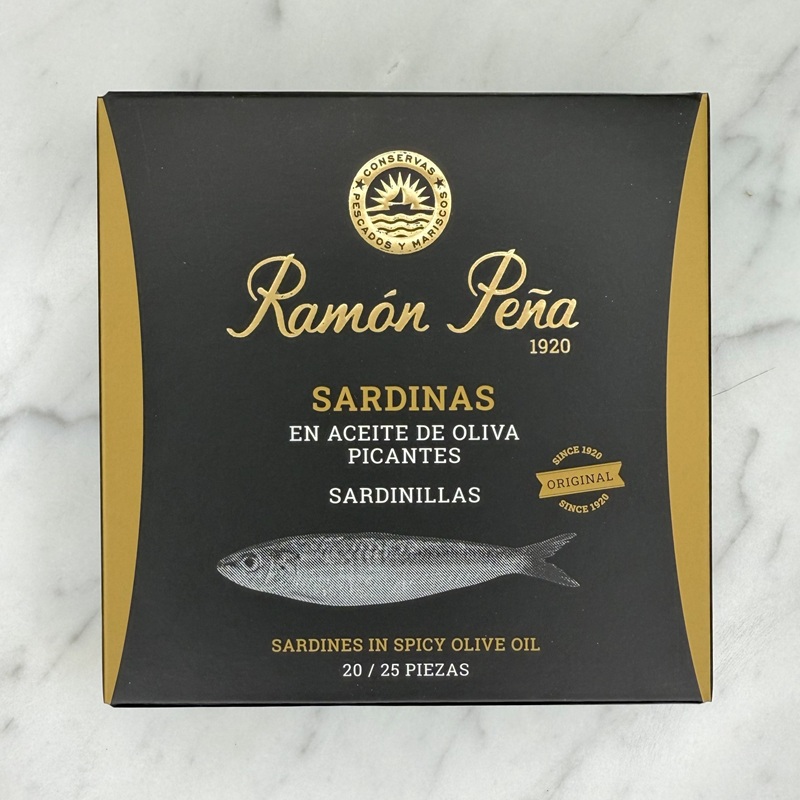 CONSERVAS
PESCADOS Y MARISCOS
Ramón Peña
1920
SARDINAS
EN ACEITE DE OLIVA
PICANTES
SARDINILLAS
SINCE 1920
ORIGINAL
SINCE 1920
SARDINES IN SPICY OLIVE OIL
20 / 25 PIEZAS